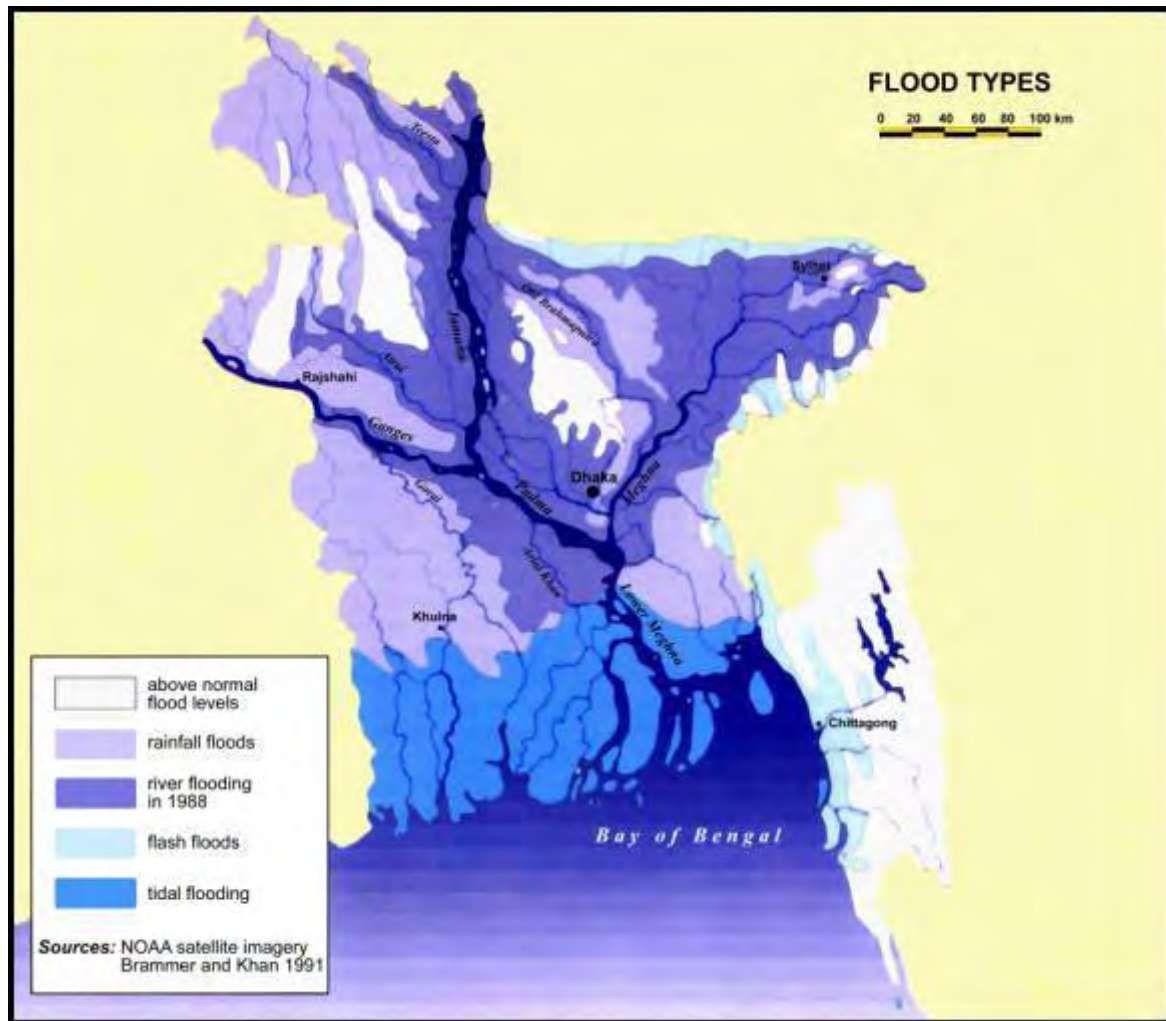 FLOOD TYPES
0 20 40 60 80 100 km
Teesta
Jamuna
Old Brahmaputra
Sylhet
Atrai
Rajshahi
Ganges
Gorai
Padma
Dhaka
Meghna
Arial Khan
Lower Meghna
Khulna
Chittagong
Bay of Bengal
above normal
flood levels
rainfall floods
river flooding
in 1988
flash floods
tidal flooding
Sources: NOAA satellite imagery
Brammer and Khan 1991